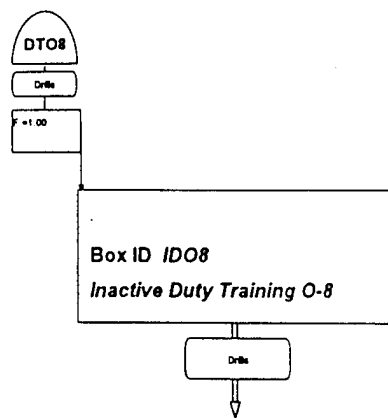 DTO8
Drills
F =1.00
Box ID IDO8
Inactive Duty Training O-8
Drills